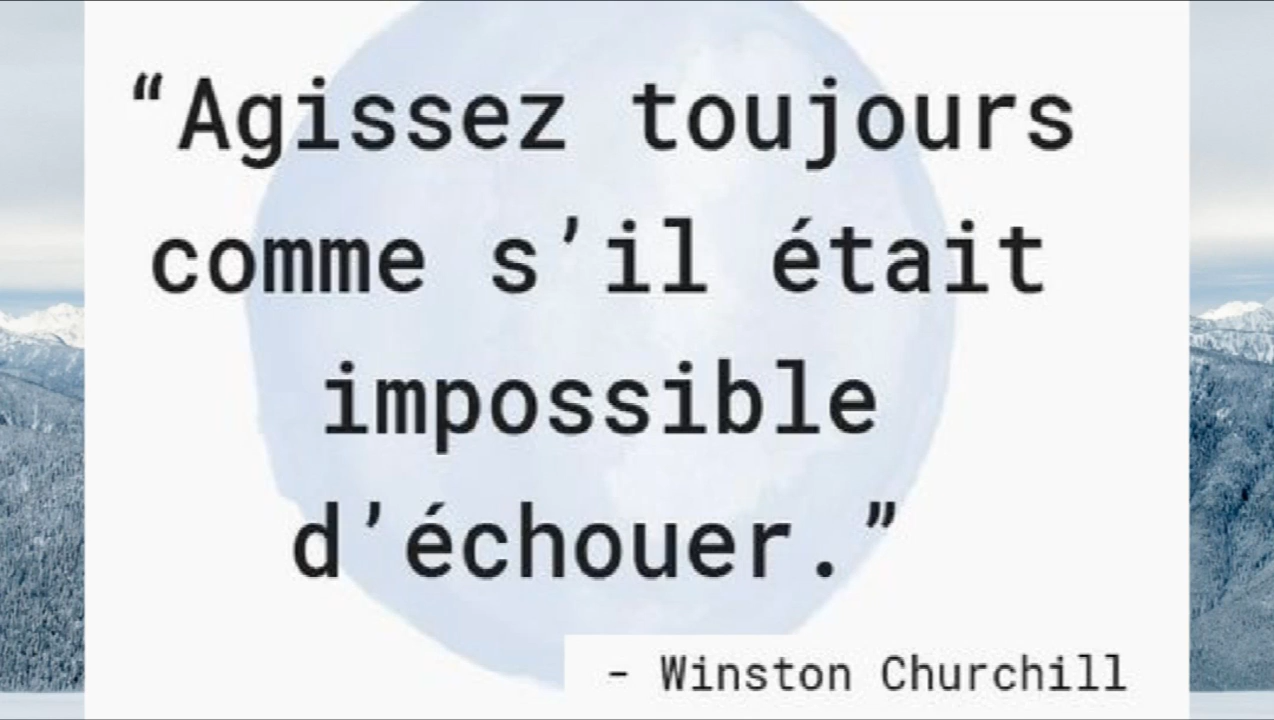 “Agissez toujours
comme s’il était
impossible
d’échouer.”
- Winston Churchill